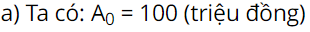 a) Ta có: A₀ = 100 (triệu đồng)